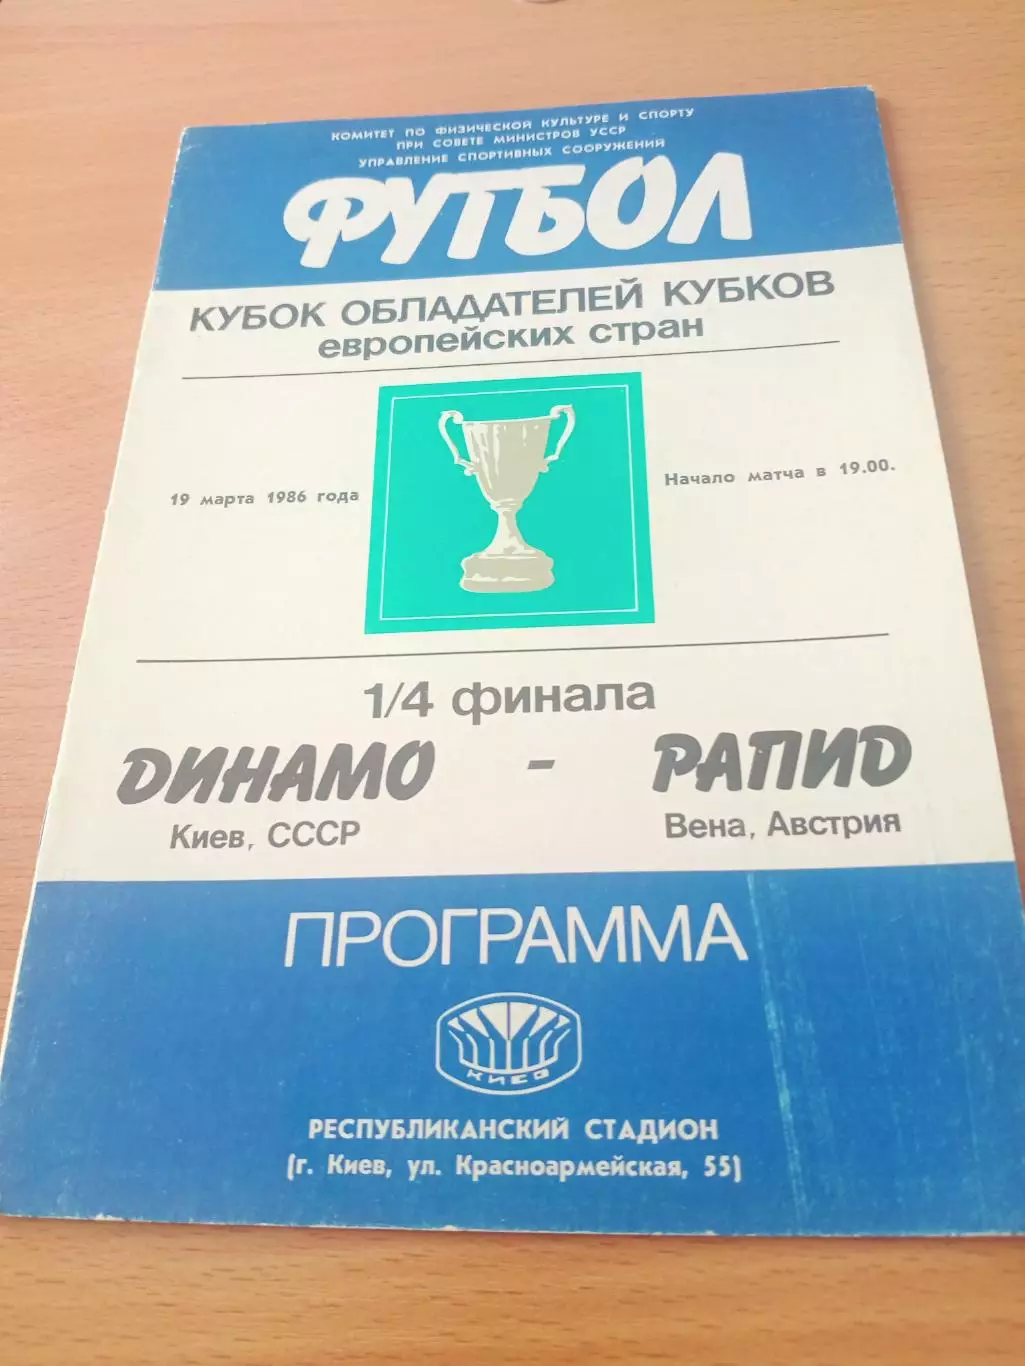 КОМИТЕТ ПО ФИЗИЧЕСКОЙ КУЛЬТУРЕ И СПОРТУ
ПРИ СОВЕТЕ МИНИСТРОВ УССР
УПРАВЛЕНИЕ СПОРТИВНЫХ СООРУЖЕНИЙ
ФУТБОЛ
КУБОК ОБЛАДАТЕЛЕЙ КУБКОВ
европейских стран
19 марта 1986 года
Начало матча в 19.00.
1/4 финала
ДИНАМО - РАПИД
Киев, СССР
Вена, Австрия
ПРОГРАММА
КИЕВ
РЕСПУБЛИКАНСКИЙ СТАДИОН
(г. Киев, ул. Красноармейская, 55)